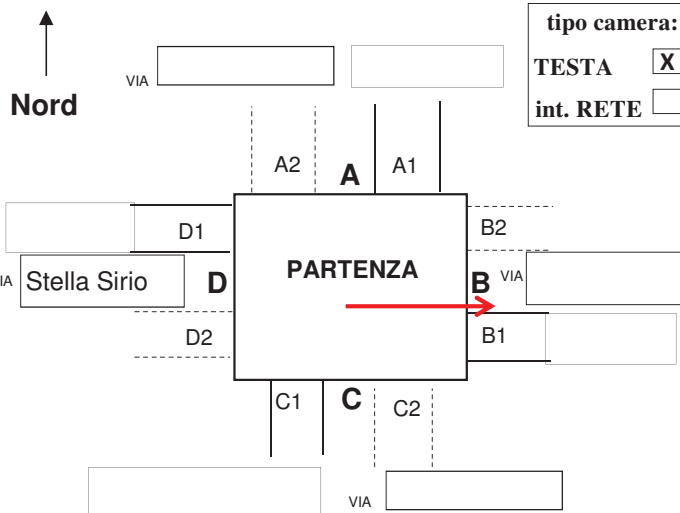 tipo camera:
TESTA X
int. RETE
Nord
VIA
A2 A A1
D1 B2
PARTENZA
VIA Stella Sirio D B VIA
D2 B1
C1 C C2
VIA